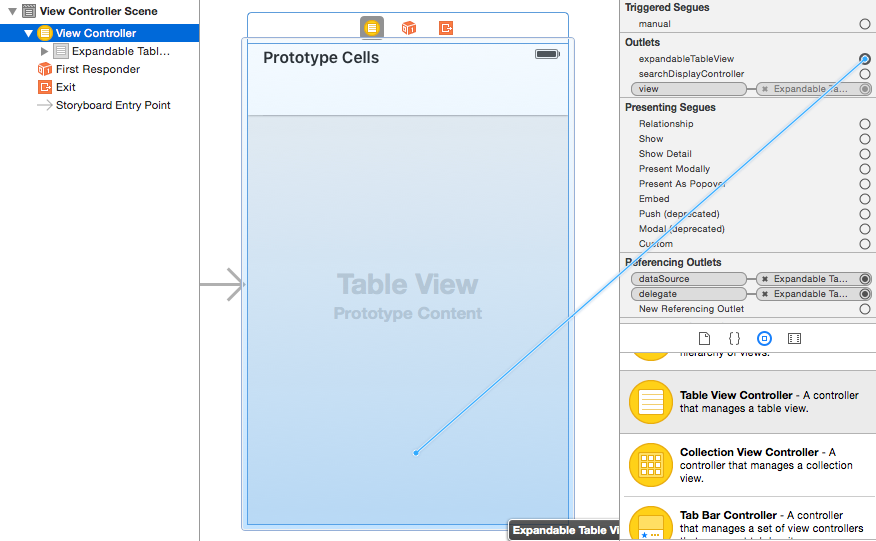 View Controller Scene
View Controller
Expandable Tabl...
First Responder
Exit
Storyboard Entry Point
Prototype Cells
Table View
Prototype Content
Expandable Table Vi
Triggered Segues
manual
Outlets
expandableTableView
searchDisplayController
view
Expandable Ta...
Presenting Segues
Relationship
Show
Show Detail
Present Modally
Present As Popover
Embed
Push (deprecated)
Modal (deprecated)
Custom
Referencing Outlets
dataSource
Expandable Ta...
delegate
Expandable Ta...
New Referencing Outlet
hierarchy of views.
Table View Controller - A controller
that manages a table view.
Collection View Controller - A
controller that manages a collection
view.
Tab Bar Controller - A controller
that manages a set of view controllers